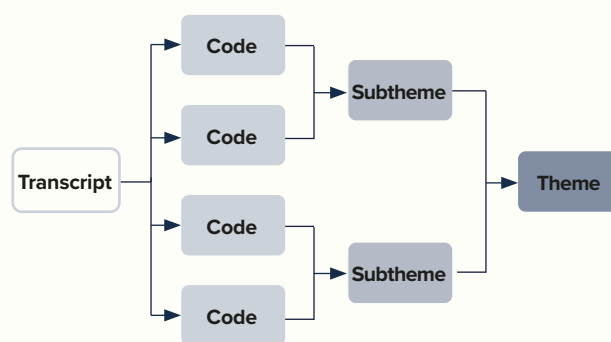 Transcript
Code
Code
Code
Code
Subtheme
Subtheme
Theme